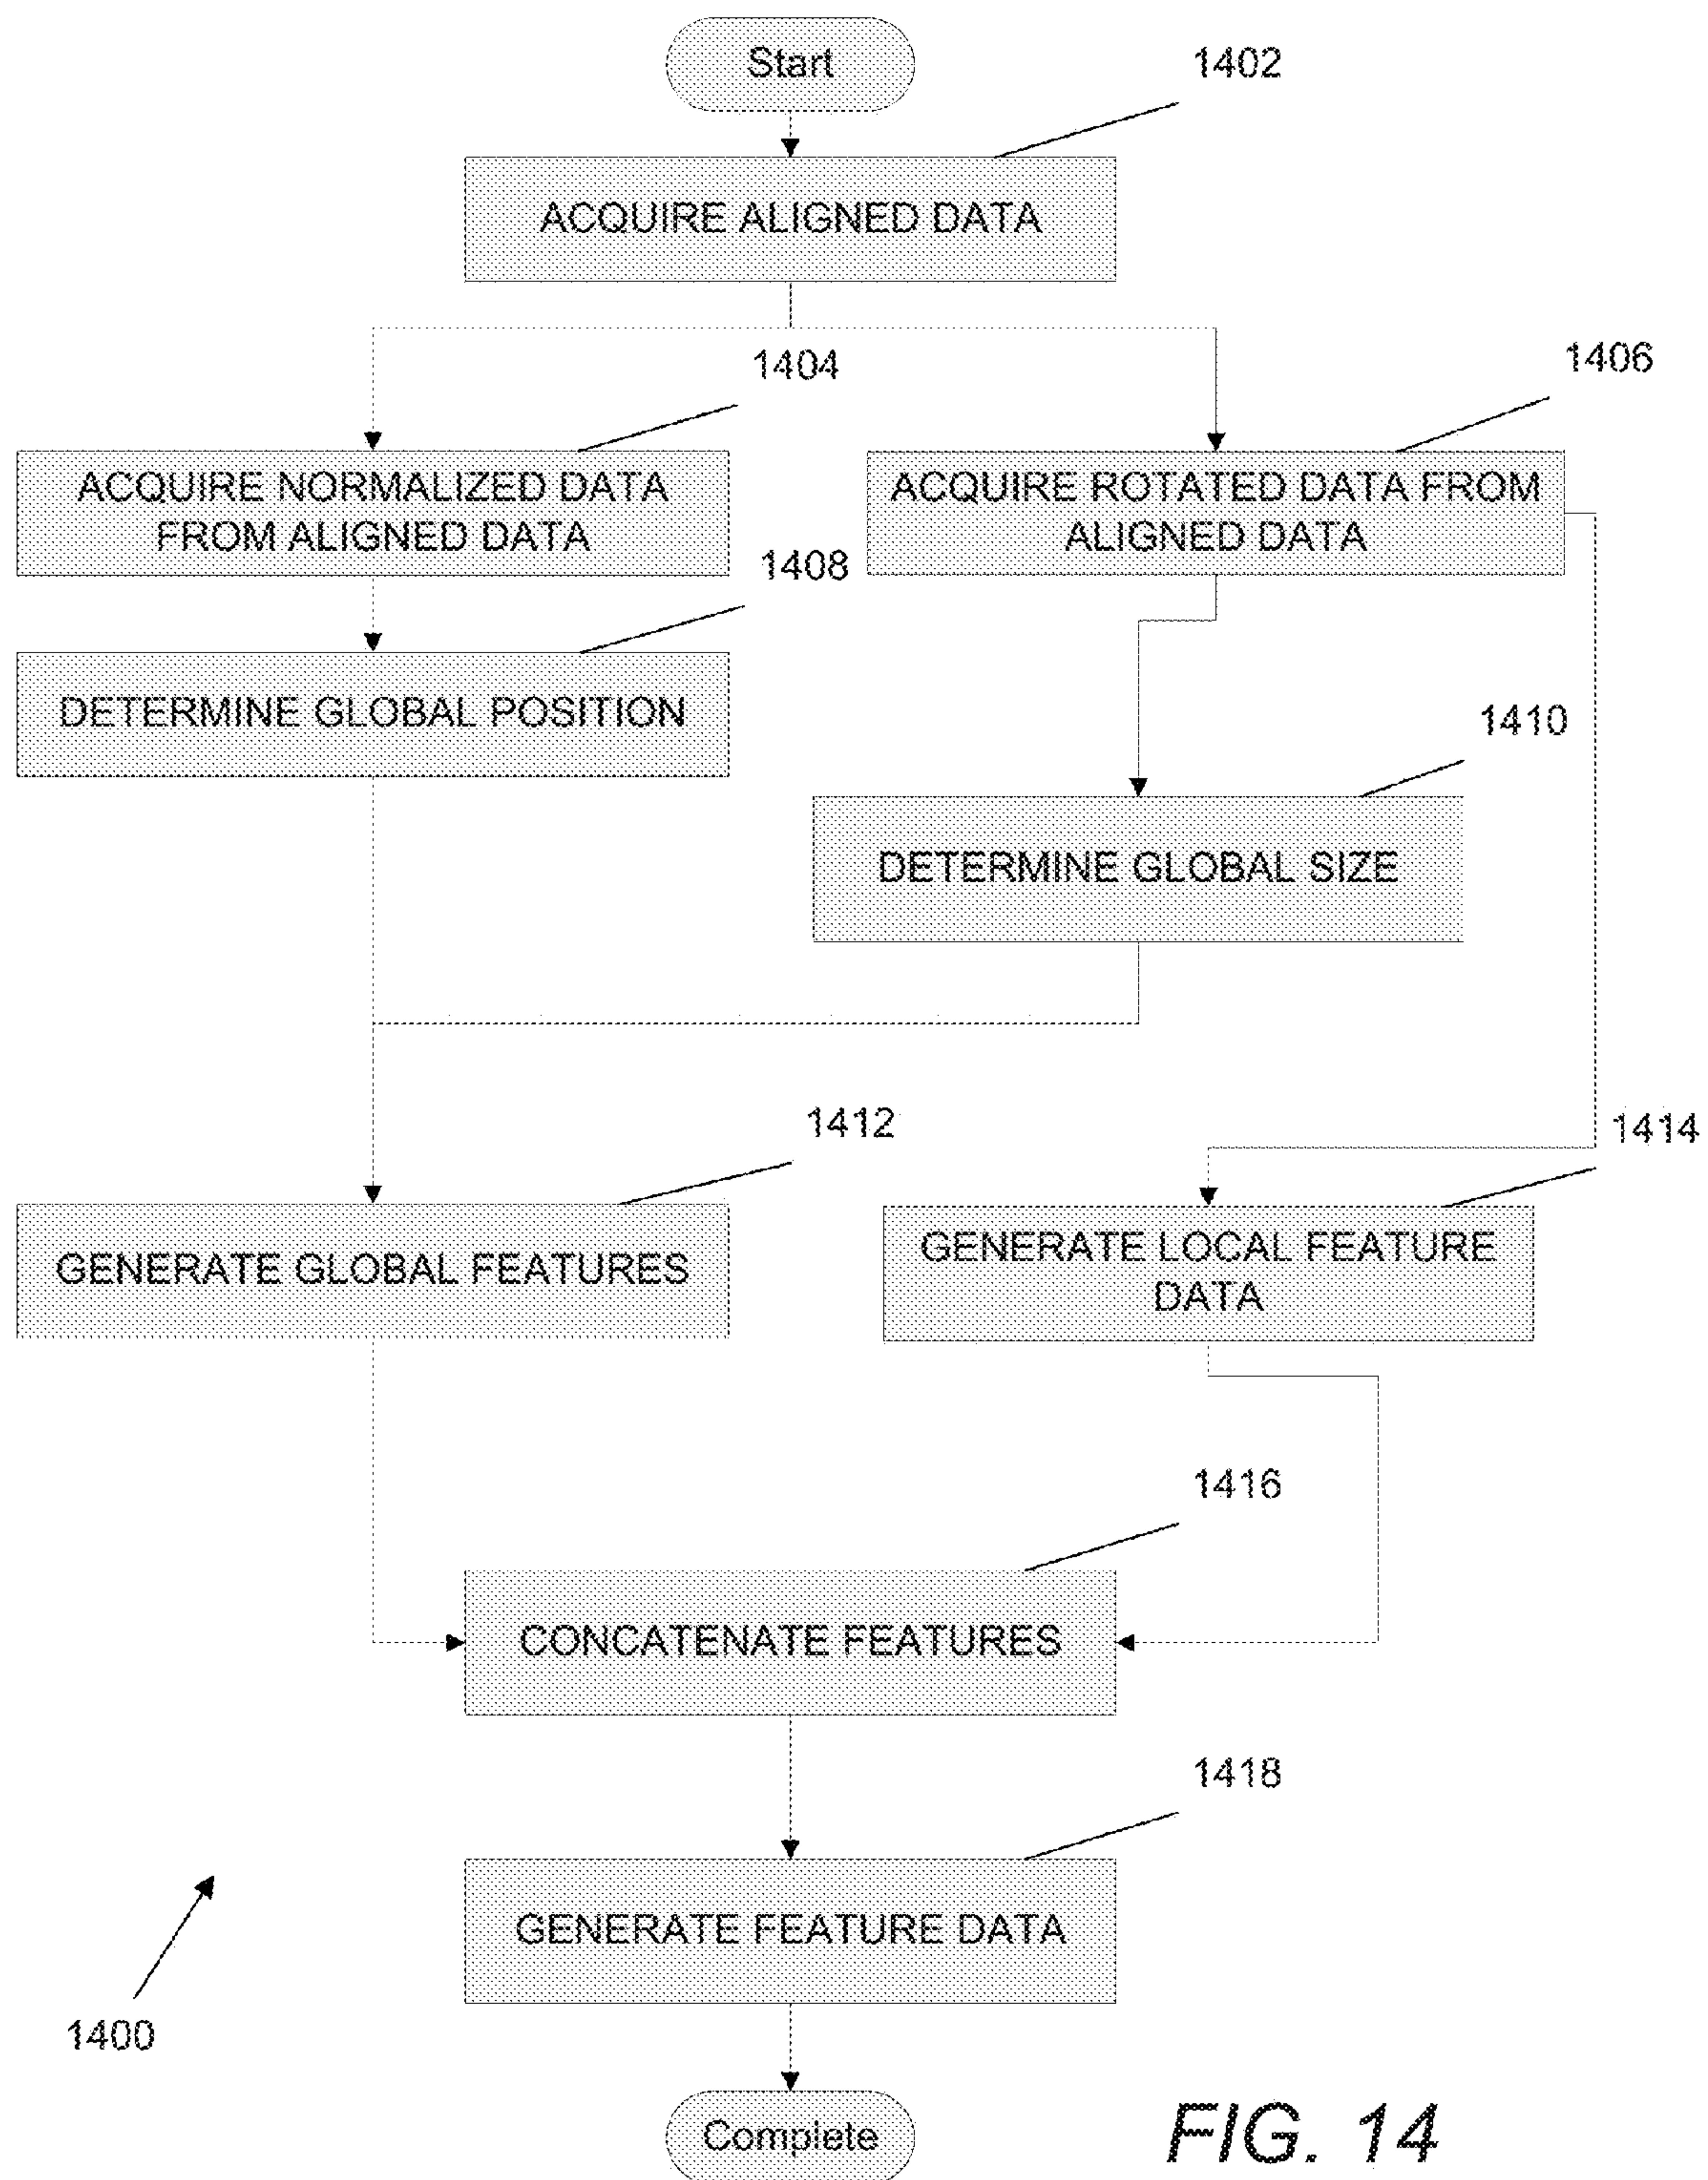 Start
1402
ACQUIRE ALIGNED DATA
1404
1406
ACQUIRE NORMALIZED DATA
FROM ALIGNED DATA
ACQUIRE ROTATED DATA FROM
ALIGNED DATA
1408
DETERMINE GLOBAL POSITION
1410
DETERMINE GLOBAL SIZE
1412
1414
GENERATE GLOBAL FEATURES
GENERATE LOCAL FEATURE
DATA
1416
CONCATENATE FEATURES
1418
GENERATE FEATURE DATA
1400
Complete
FIG. 14